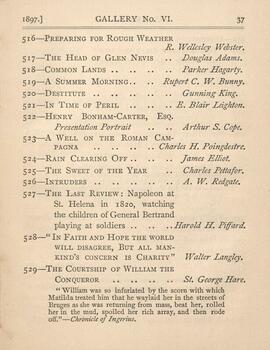 1897.] GALLERY No. VI. 37
516—Preparing for Rough Weather
R. Wellesley Webster.
517—The Head of Glen Nevis .. Douglas Adams.
518—Common Lands .. .. .. Parker Hagarty.
519—A Summer Morning.. .. Rupert C. W. Bunny.
520—Destitute .. .. .. .. Gunning King.
521—In Time of Peril .. .. E. Blair Leighton.
522—Henry Bonham-Carter, Esq.
Presentation Portrait .. .. Arthur S. Cope.
523—A Well on the Roman Cam-
pagna .. .. .. Charles H. Poingdestre.
524—Rain Clearing Off .. .. James Elliot.
525—The Sweet of the Year .. Charles Pettafor.
526—Intruders .. .. .. .. A. W. Redgate.
527—The Last Review: Napoleon at
St. Helena in 1820, watching
the children of General Bertrand
playing at soldiers .. .. Harold H. Piffard.
528—“In Faith and Hope the world
will disagree, But all man-
kind's concern is Charity” Walter Langley.
529—The Courtship of William the
Conqueror .. .. .. St. George Hare.
“William was so infuriated by the scorn with which
Matilda treated him that he waylaid her in the streets of
Bruges as she was returned from mass, beat her, rolled
her in the mud, spoiled her rich array, and then rode
off.”—Chronicle of Ingerius.